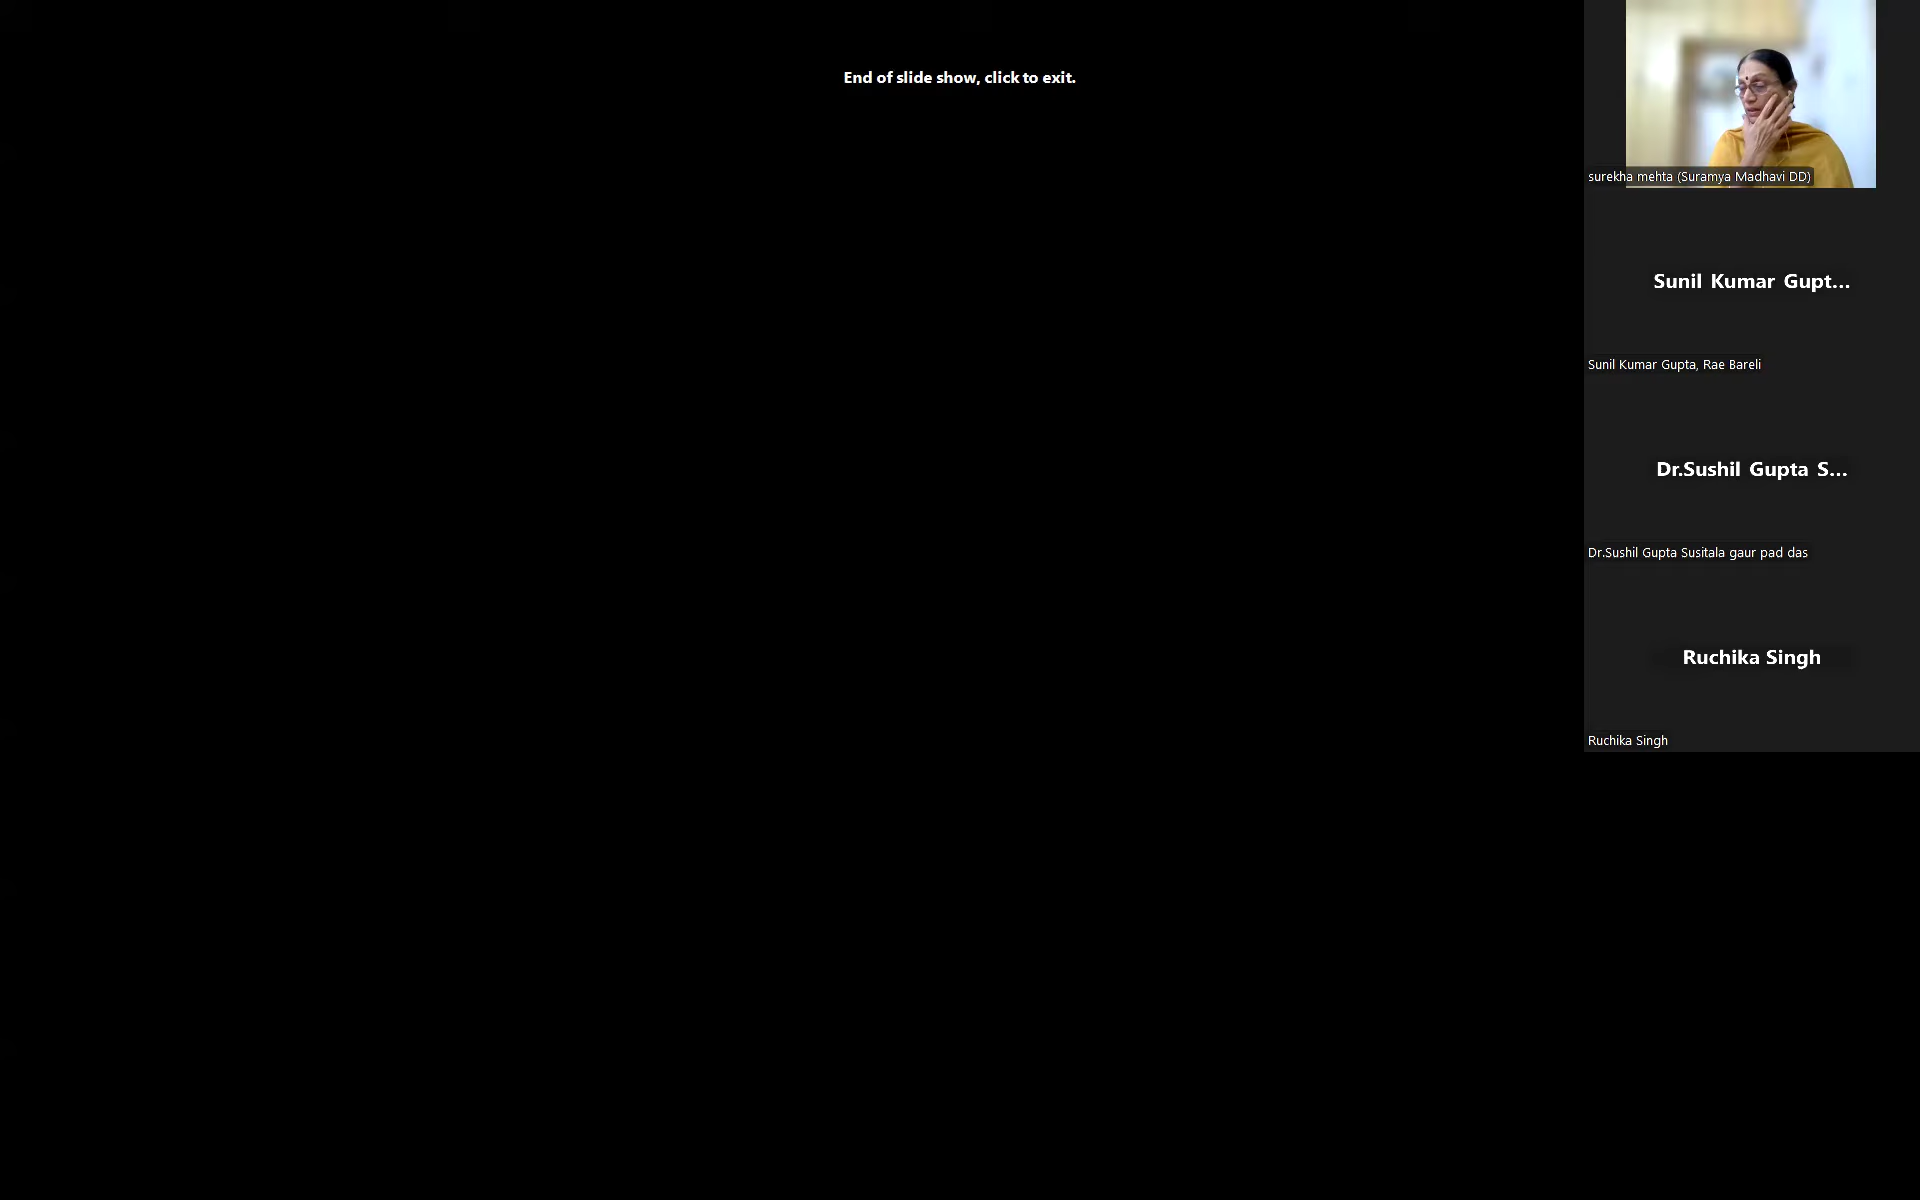 End of slide show, click to exit.
surekha mehta (Suramya Madhavi DD)
Sunil Kumar Gupt...
Sunil Kumar Gupta, Rae Bareli
Dr.Sushil Gupta S...
Dr.Sushil Gupta Susitala gaur pad das
Ruchika Singh
Ruchika Singh